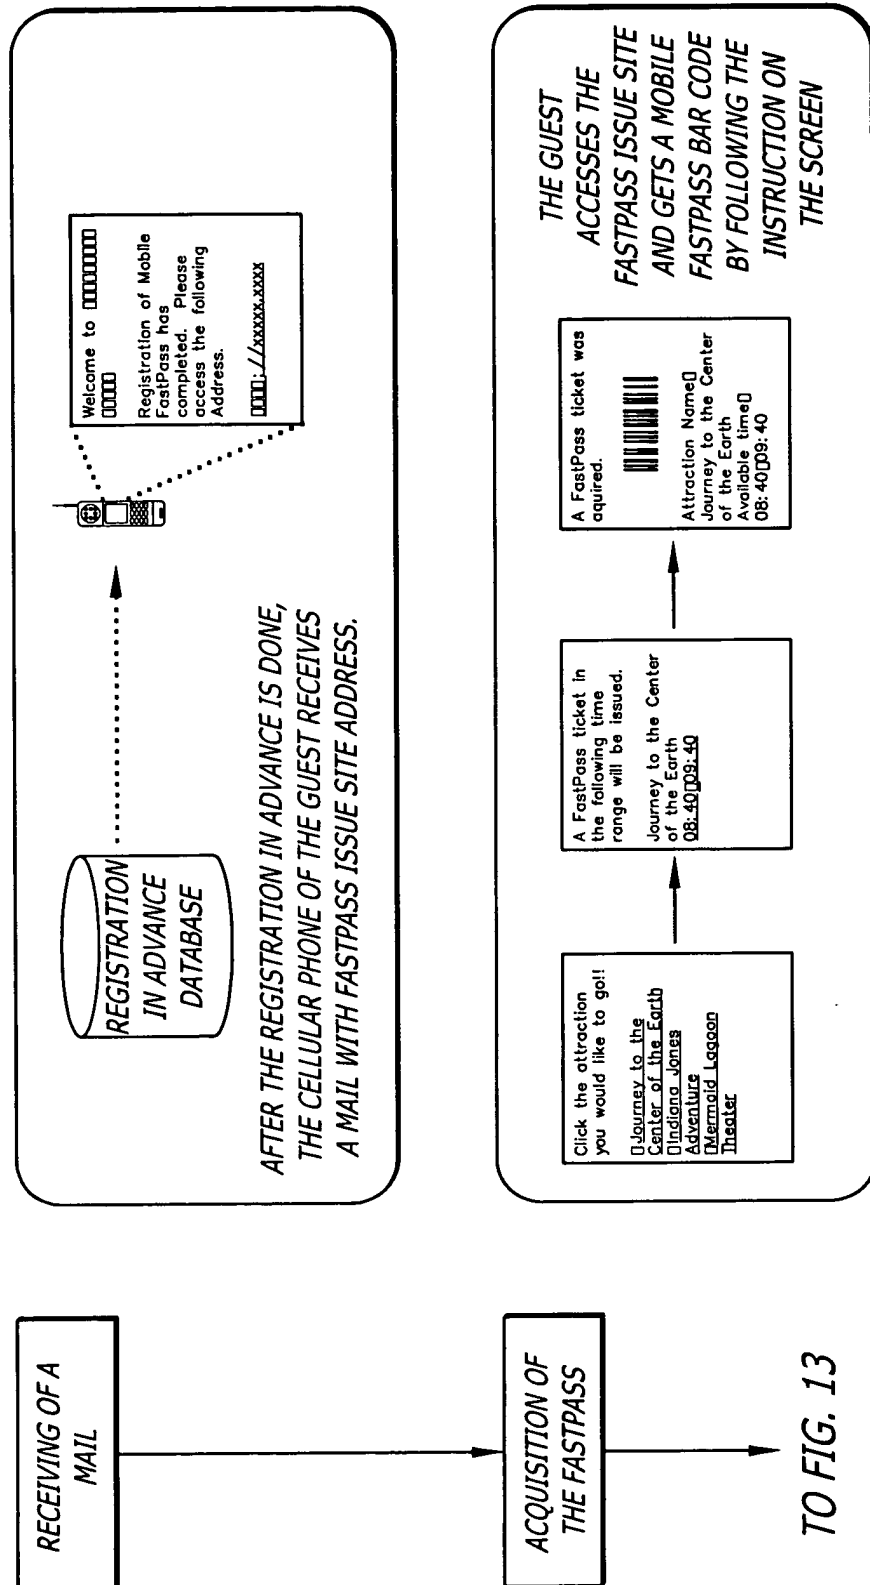 RECEIVING OF A
MAIL
REGISTRATION
IN ADVANCE
DATABASE
Welcome to ▯▯▯▯▯▯▯▯▯▯
▯▯▯▯▯
Registration of Mobile
FastPass has
completed. Please
access the following
Address.
▯▯▯▯://xxxxx.xxxx
AFTER THE REGISTRATION IN ADVANCE IS DONE,
THE CELLULAR PHONE OF THE GUEST RECEIVES
A MAIL WITH FASTPASS ISSUE SITE ADDRESS.
ACQUISITION OF
THE FASTPASS
Click the attraction
you would like to go!!
▯Journey to the
Center of the Earth
▯Indiana Jones
Adventure
▯Mermaid Lagoon
Theater
A FastPass ticket in
the following time
range will be issued.
Journey to the Center
of the Earth
08:40▯09:40
A FastPass ticket was
aquired.
Attraction Name▯
Journey to the Center
of the Earth
Available time▯
08:40▯09:40
THE GUEST
ACCESSES THE
FASTPASS ISSUE SITE
AND GETS A MOBILE
FASTPASS BAR CODE
BY FOLLOWING THE
INSTRUCTION ON
THE SCREEN
TO FIG. 13